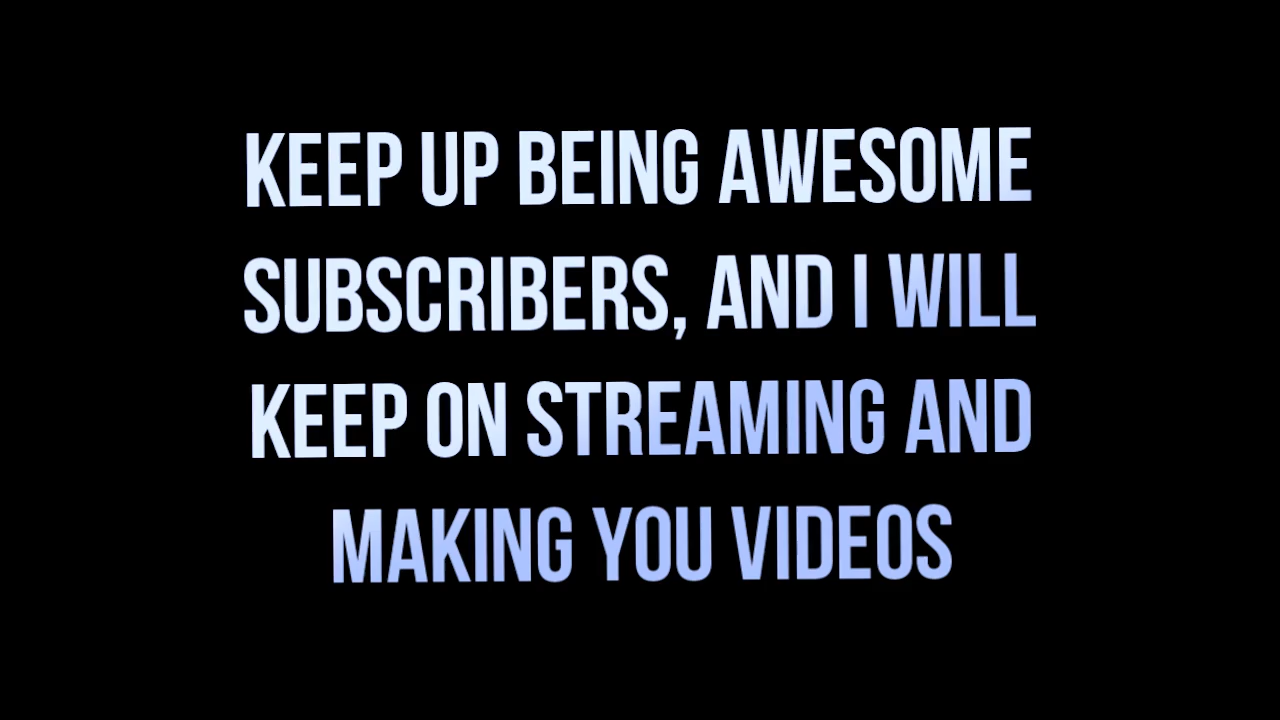 KEEP UP BEING AWESOME
SUBSCRIBERS, AND I WILL
KEEP ON STREAMING AND
MAKING YOU VIDEOS